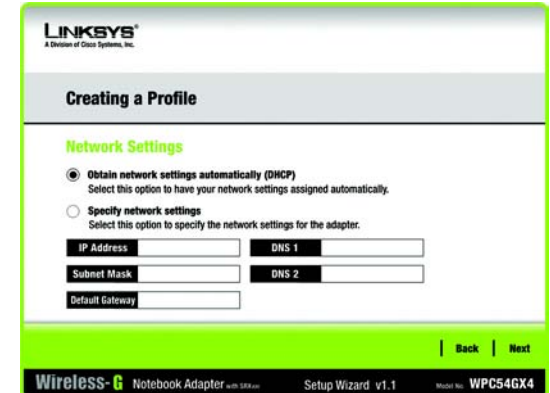 LINKSYS®
A Division of Cisco Systems, Inc.
Creating a Profile
Network Settings
Obtain network settings automatically (DHCP)
Select this option to have your network settings assigned automatically.
Specify network settings
Select this option to specify the network settings for the adapter.
IP Address DNS 1
Subnet Mask DNS 2
Default Gateway
Back Next
Wireless-G Notebook Adapter with Setup Wizard v1.1 Model No. WPC54GX4